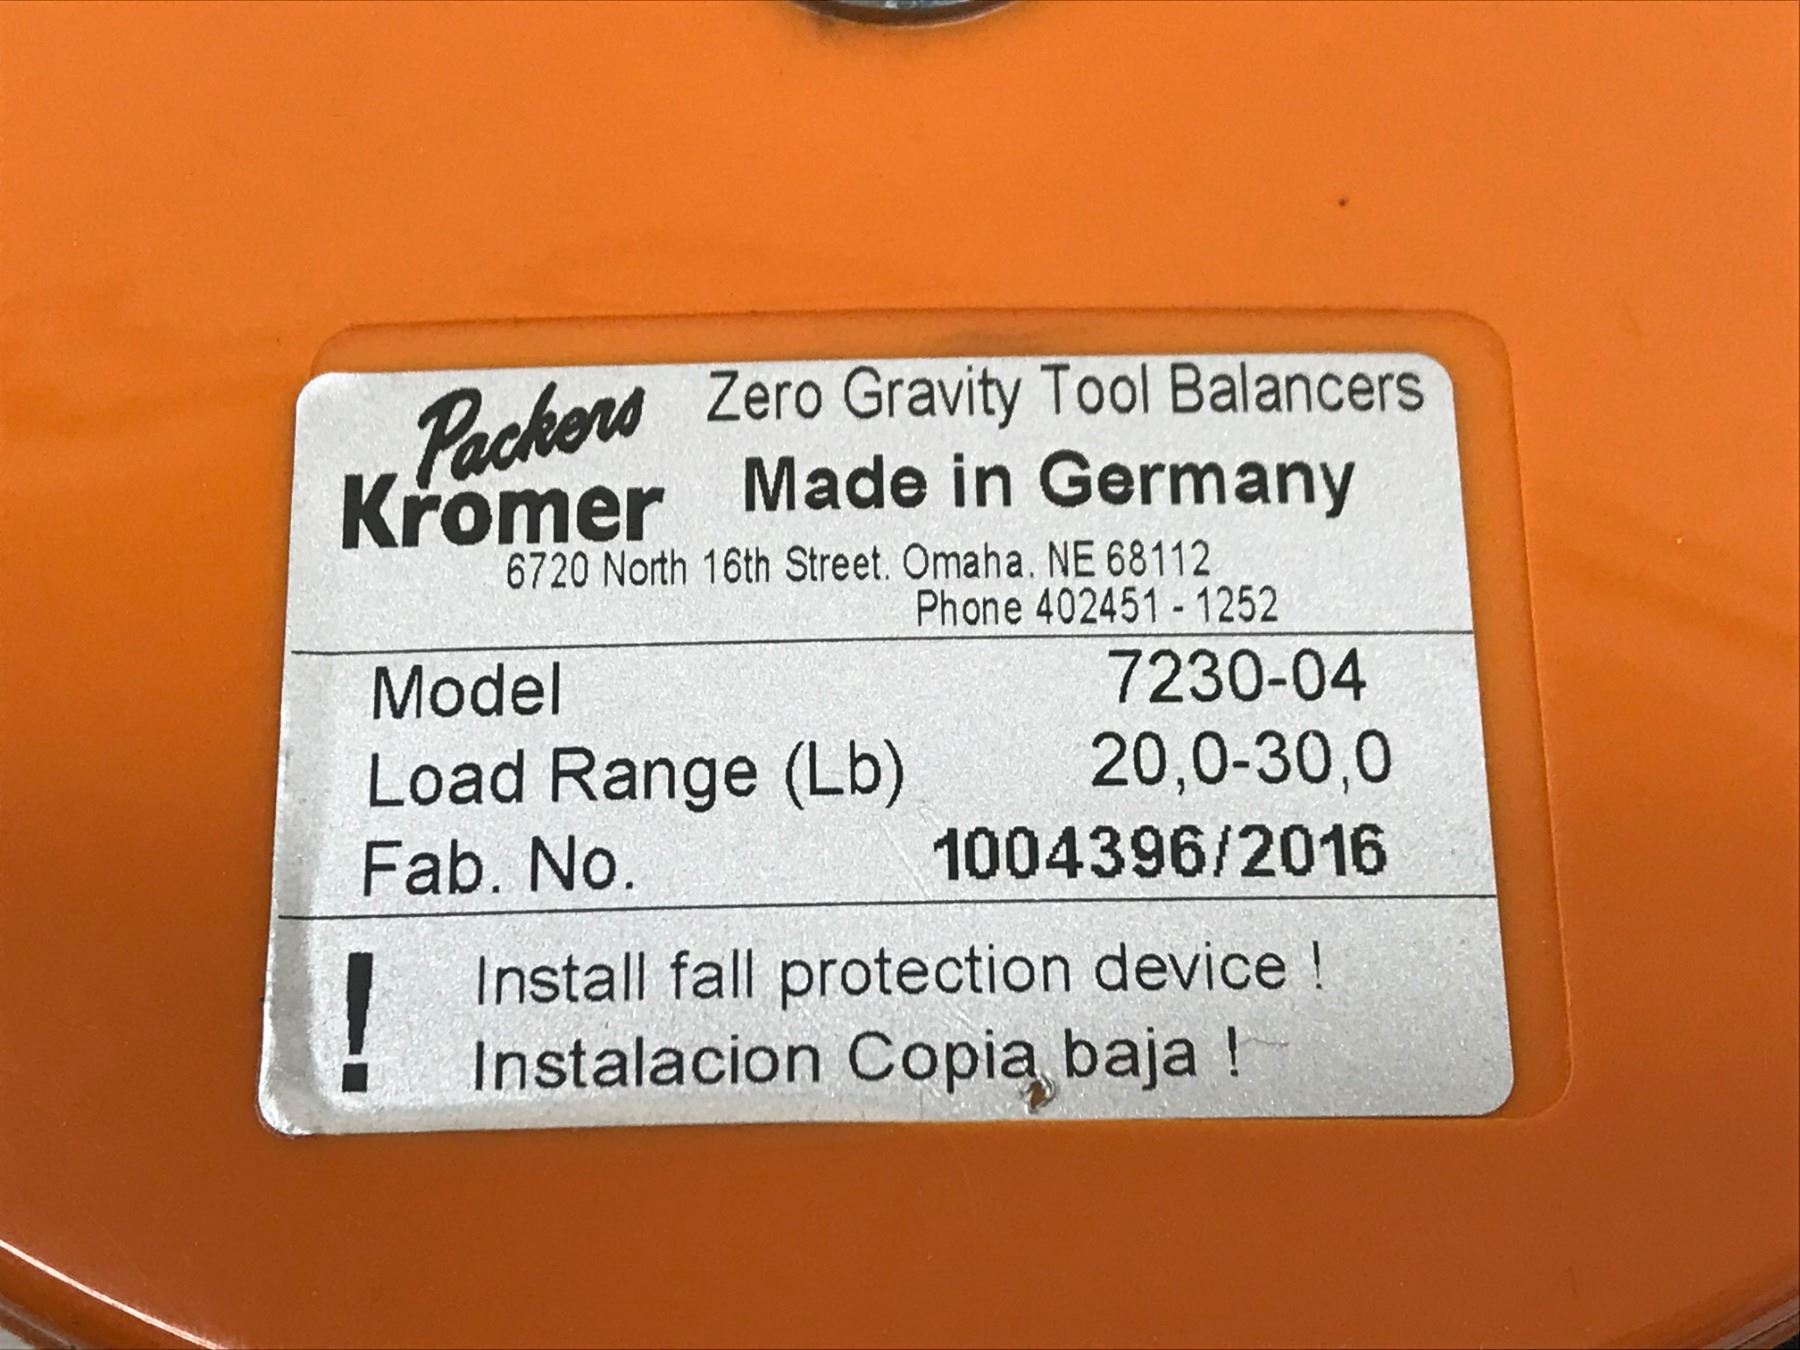 Packers Zero Gravity Tool Balancers
Kromer Made in Germany
6720 North 16th Street. Omaha. NE 68112
Phone 402451 - 1252
Model 7230-04
Load Range (Lb) 20,0-30,0
Fab. No. 1004396/2016
! Install fall protection device !
Instalacion Copia baja !